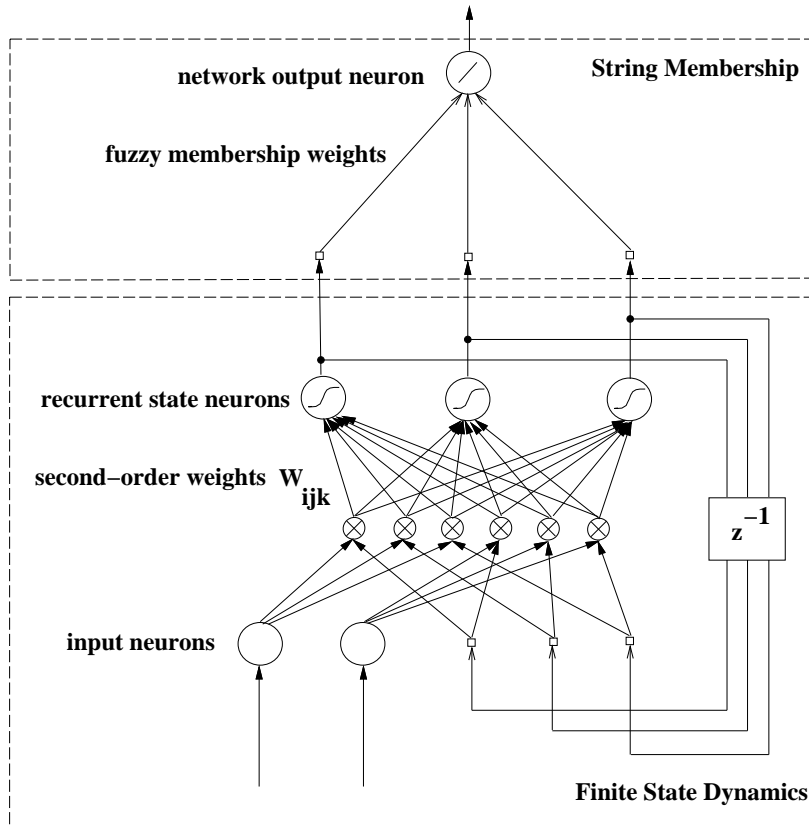 String Membership
network output neuron
fuzzy membership weights
recurrent state neurons
second−order weights W
ijk
z −1
input neurons
Finite State Dynamics